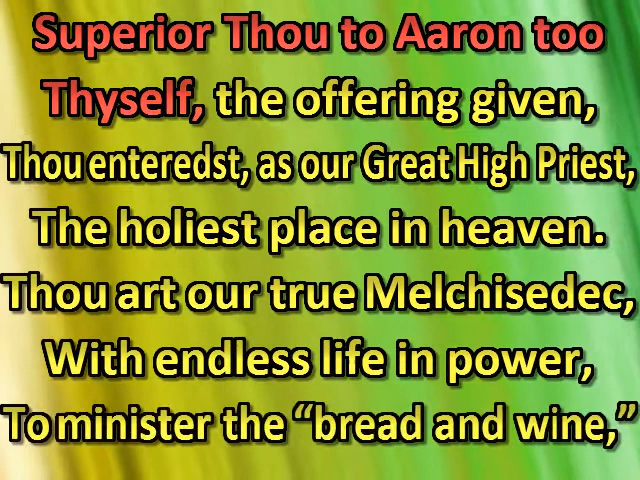 Superior Thou to Aaron too
Thyself, the offering given,
Thou enteredst, as our Great High Priest,
The holiest place in heaven.
Thou art our true Melchisedec,
With endless life in power,
To minister the “bread and wine,”